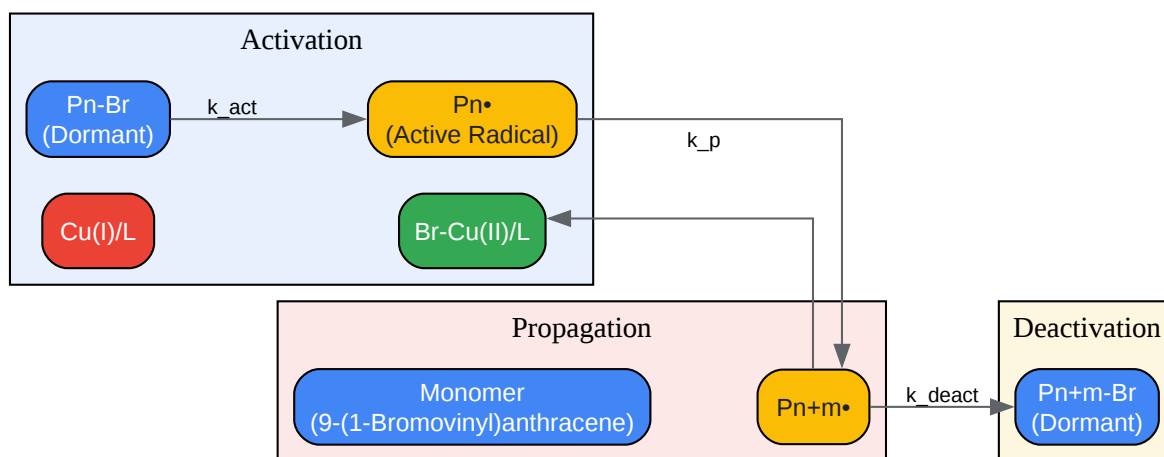 Activation
Pn-Br
(Dormant)
k_act
Pn•
(Active Radical)
k_p
Cu(I)/L
Br-Cu(II)/L
Propagation
Monomer
(9-(1-Bromovinyl)anthracene)
Pn+m•
k_deact
Deactivation
Pn+m-Br
(Dormant)